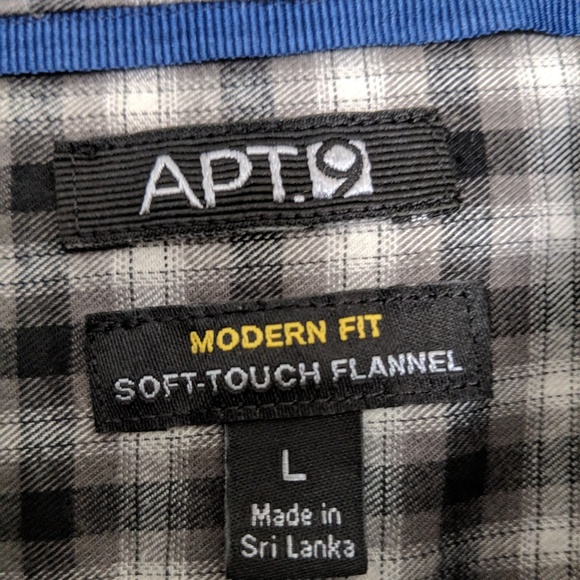 APT.9
MODERN FIT
SOFT-TOUCH FLANNEL
L
Made in
Sri Lanka